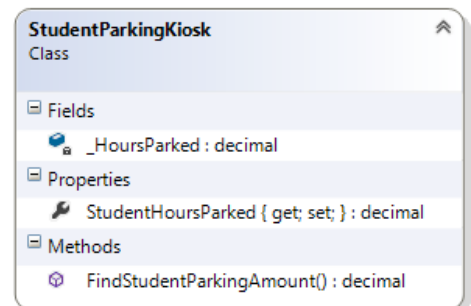 StudentParkingKiosk
Class
Fields
_HoursParked : decimal
Properties
StudentHoursParked { get; set; } : decimal
Methods
FindStudentParkingAmount() : decimal